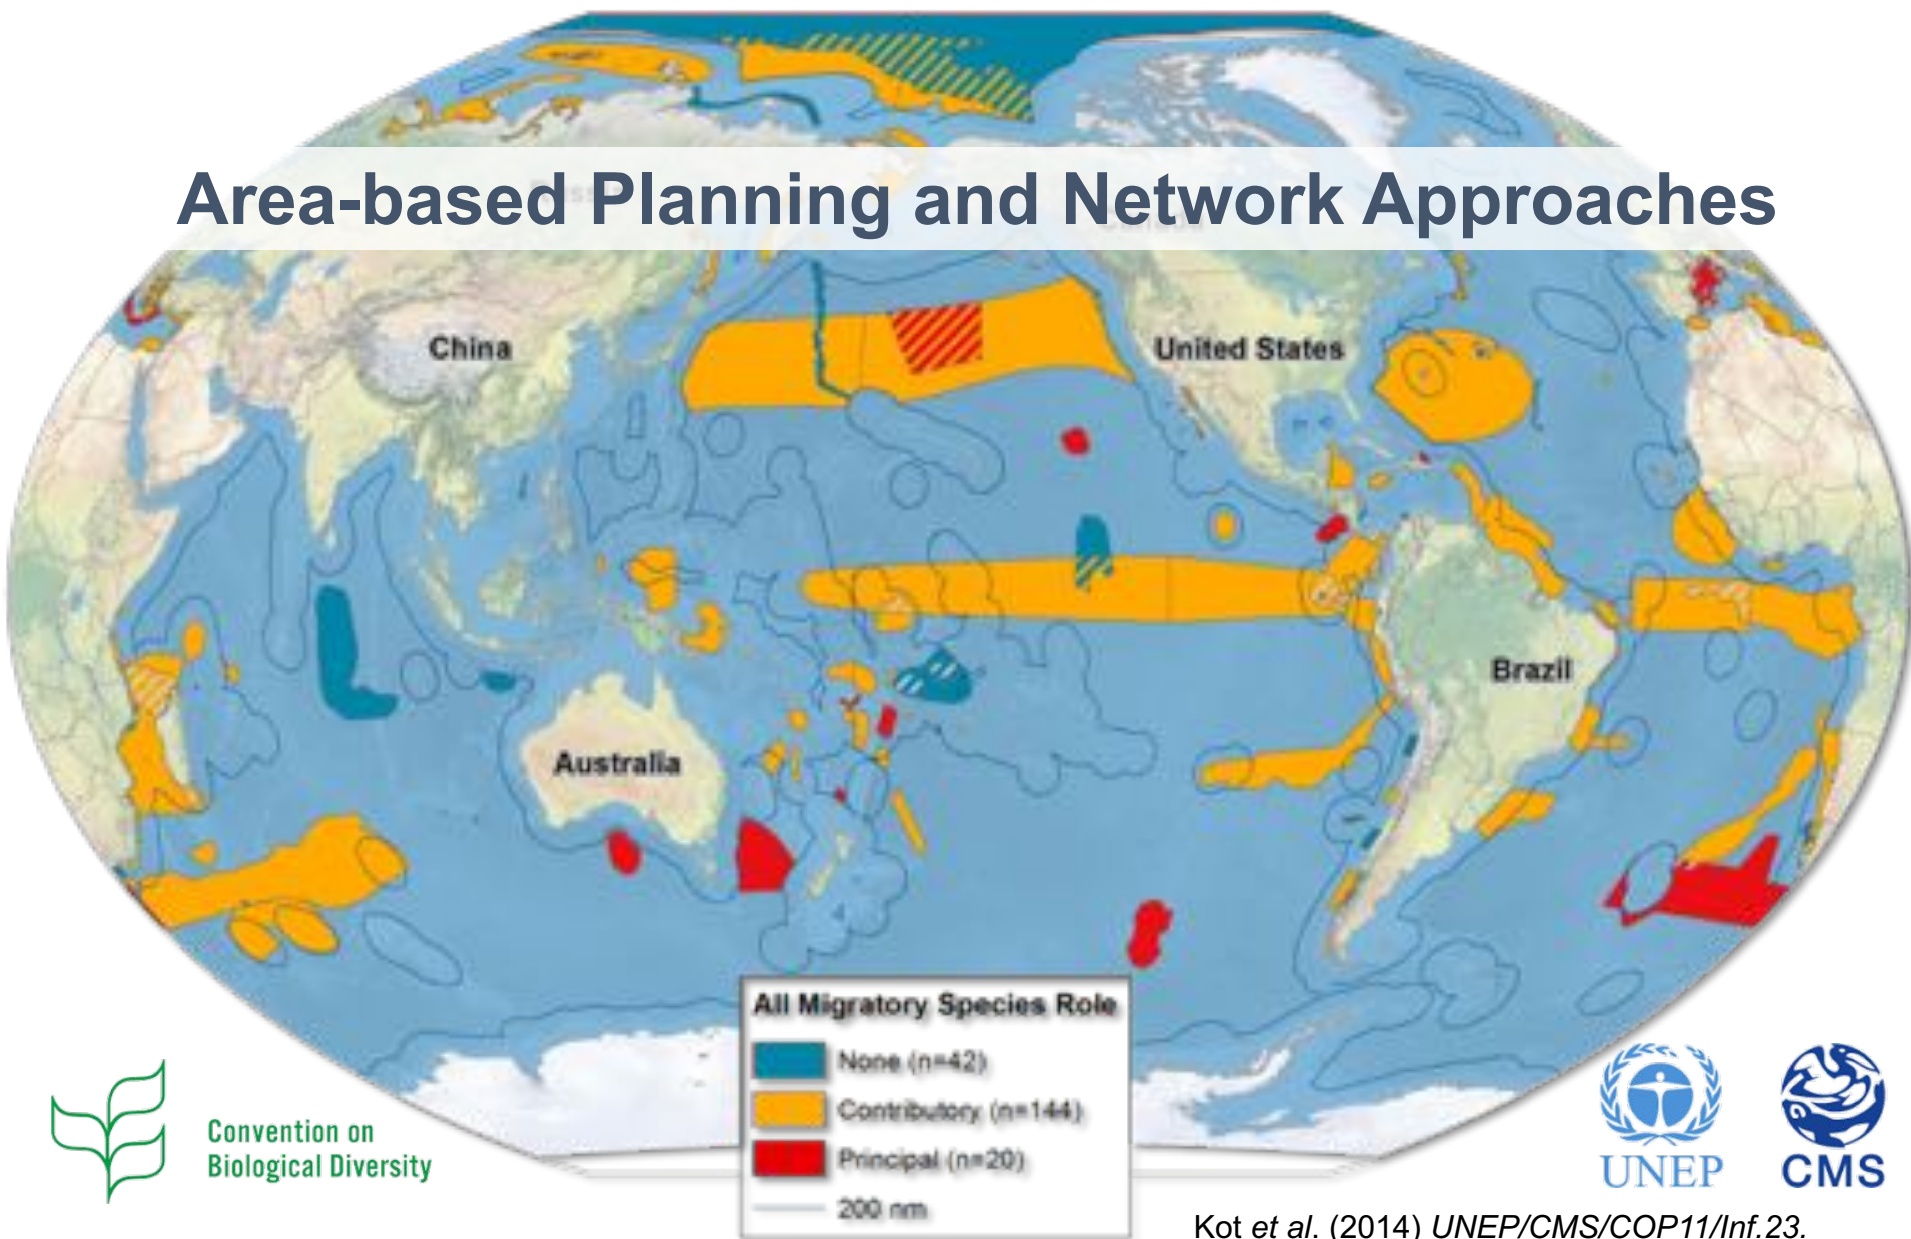 Area-based Planning and Network Approaches
Russia
Canada
China
United States
Brazil
Australia
All Migratory Species Role
None (n=42)
Contributory (n=144)
Principal (n=20)
200 nm
Convention on
Biological Diversity
UNEP
CMS
Kot et al. (2014) UNEP/CMS/COP11/Inf.23.